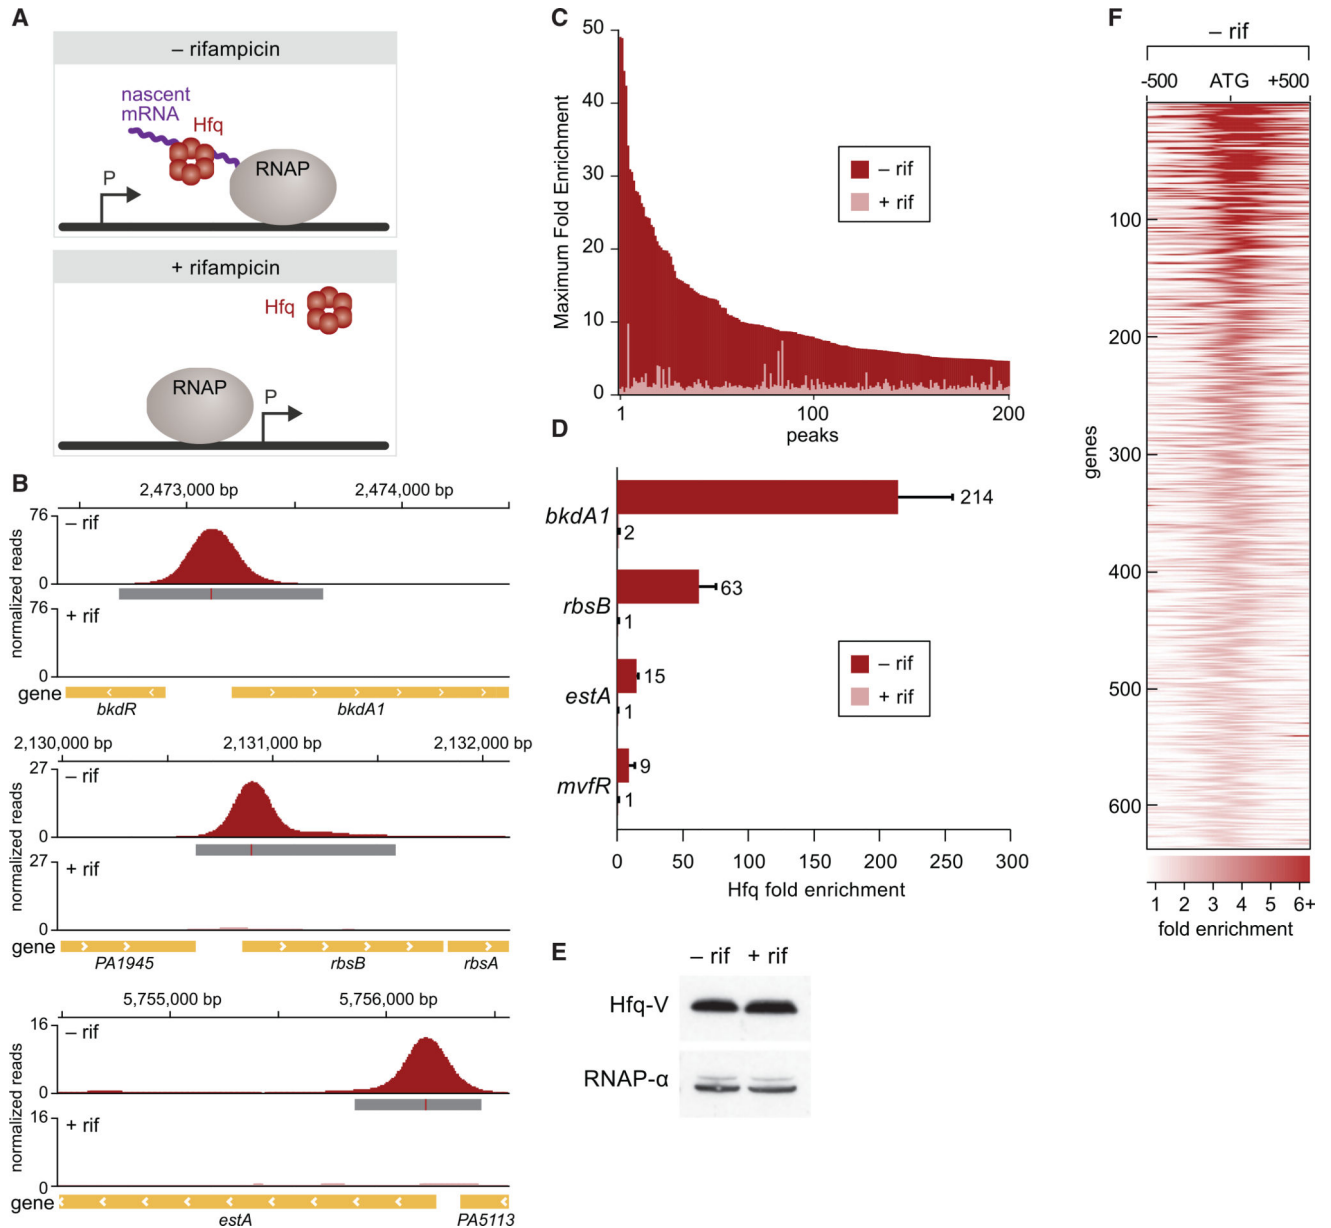 A
– rifampicin
nascent
mRNA
Hfq
RNAP
P
+ rifampicin
Hfq
RNAP
P
B
2,473,000 bp 2,474,000 bp
normalized reads
76
– rif
0
normalized reads
76
+ rif
0
gene
bkdR bkdA1
2,130,000 bp 2,131,000 bp 2,132,000 bp
normalized reads
27
– rif
0
normalized reads
27
+ rif
0
gene
PA1945 rbsB rbsA
5,755,000 bp 5,756,000 bp
normalized reads
16
– rif
0
normalized reads
16
+ rif
0
gene
estA PA5113
C
Maximum Fold Enrichment
50
40
30
20
10
0
– rif
+ rif
1 100 200
peaks
D
bkdA1
214
2
rbsB
63
1
estA
15
1
mvfR
9
1
– rif
+ rif
0 50 100 150 200 250 300
Hfq fold enrichment
E
– rif + rif
Hfq-V
RNAP-α
F
– rif
-500 ATG +500
genes
100
200
300
400
500
600
1 2 3 4 5 6+
fold enrichment